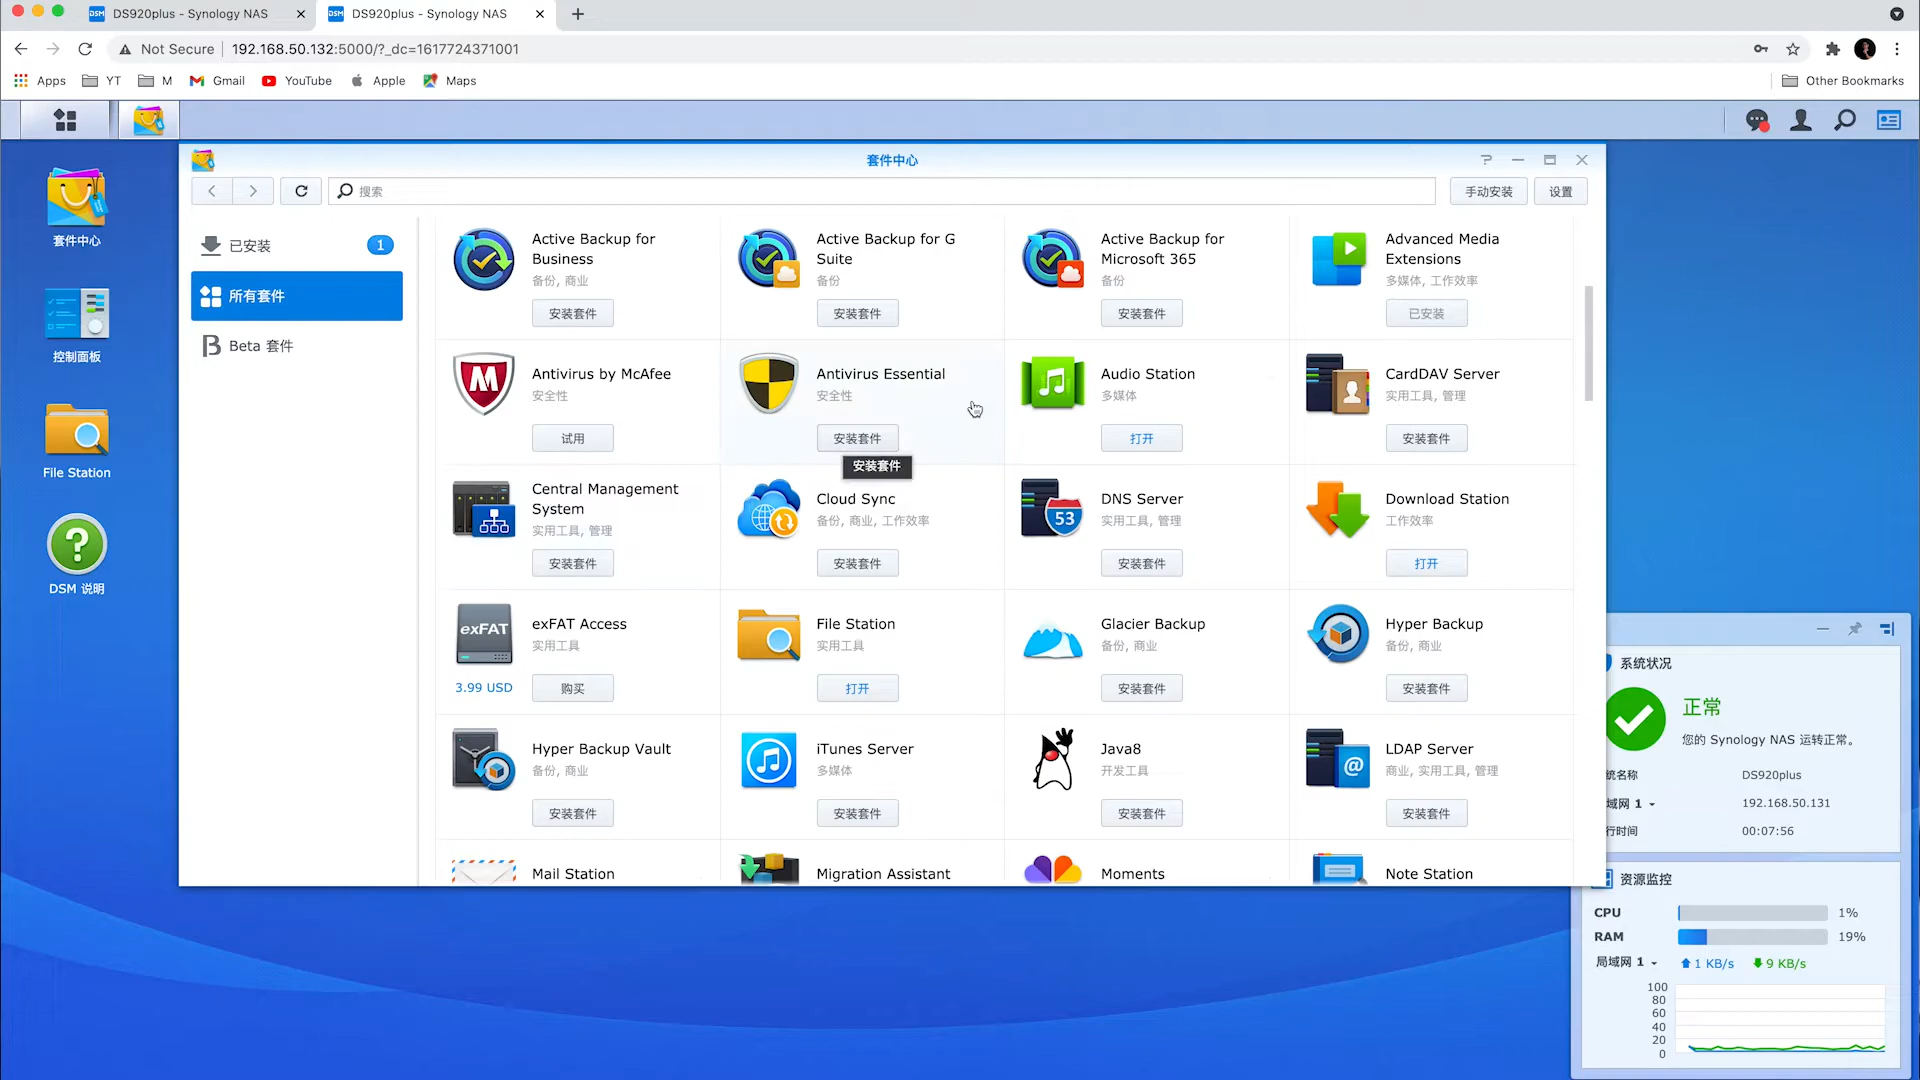 DS920plus - Synology NAS
DS920plus - Synology NAS
Not Secure
192.168.50.132:5000/?_dc=1617724371001
Apps
YT
M
Gmail
YouTube
Apple
Maps
Other Bookmarks
套件中心
搜索
手动安装
设置
套件中心
控制面板
File Station
DSM 说明
已安装
1
所有套件
Beta 套件
Active Backup for
Business
备份, 商业
安装套件
Active Backup for G
Suite
备份
安装套件
Active Backup for
Microsoft 365
备份
安装套件
Advanced Media
Extensions
多媒体, 工作效率
已安装
Antivirus by McAfee
安全性
试用
Antivirus Essential
安全性
安装套件
安装套件
Audio Station
多媒体
打开
CardDAV Server
实用工具, 管理
安装套件
Central Management
System
实用工具, 管理
安装套件
Cloud Sync
备份, 商业, 工作效率
安装套件
53
DNS Server
实用工具, 管理
安装套件
Download Station
工作效率
打开
exFAT
exFAT Access
实用工具
3.99 USD
购买
File Station
实用工具
打开
Glacier Backup
备份, 商业
安装套件
Hyper Backup
备份, 商业
安装套件
Hyper Backup Vault
备份, 商业
安装套件
iTunes Server
多媒体
安装套件
Java8
开发工具
安装套件
LDAP Server
商业, 实用工具, 管理
安装套件
Mail Station
Migration Assistant
Moments
Note Station
系统状况
正常
您的 Synology NAS 运转正常。
统名称
DS920plus
域网 1
192.168.50.131
行时间
00:07:56
资源监控
CPU
1%
RAM
19%
局域网 1
1 KB/s
9 KB/s
100
80
60
40
20
0